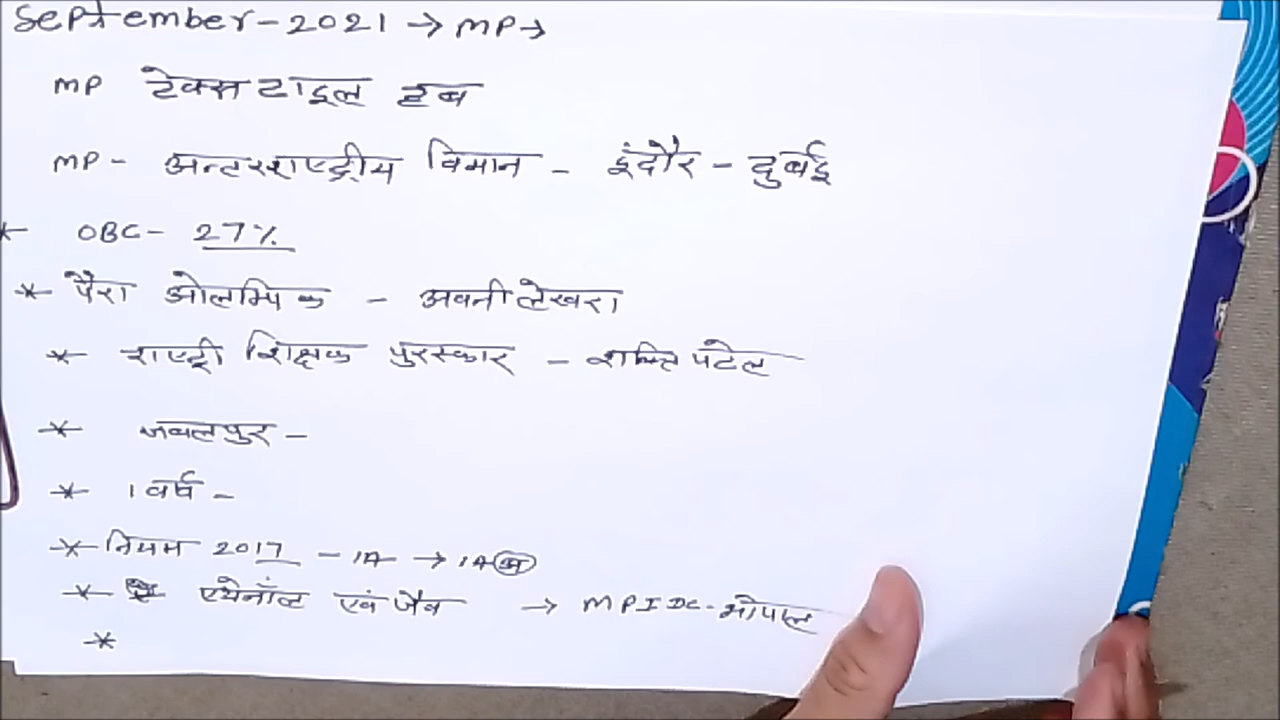 September-2021 → MP →
MP टेक्सटाइल हब
MP - अन्तरराष्ट्रीय विमान - इंदौर - दुबई
* OBC - 27%
* पैरा ओलम्पिक - अवनी लेखरा
* राष्ट्री शिक्षक पुरस्कार - शक्ति पटेल
* जबलपुर -
* 1 वर्ष -
* नियम 2017 - 1A → 1A
* एथेनॉल एवं जैव → MPIDC - भोपाल
*